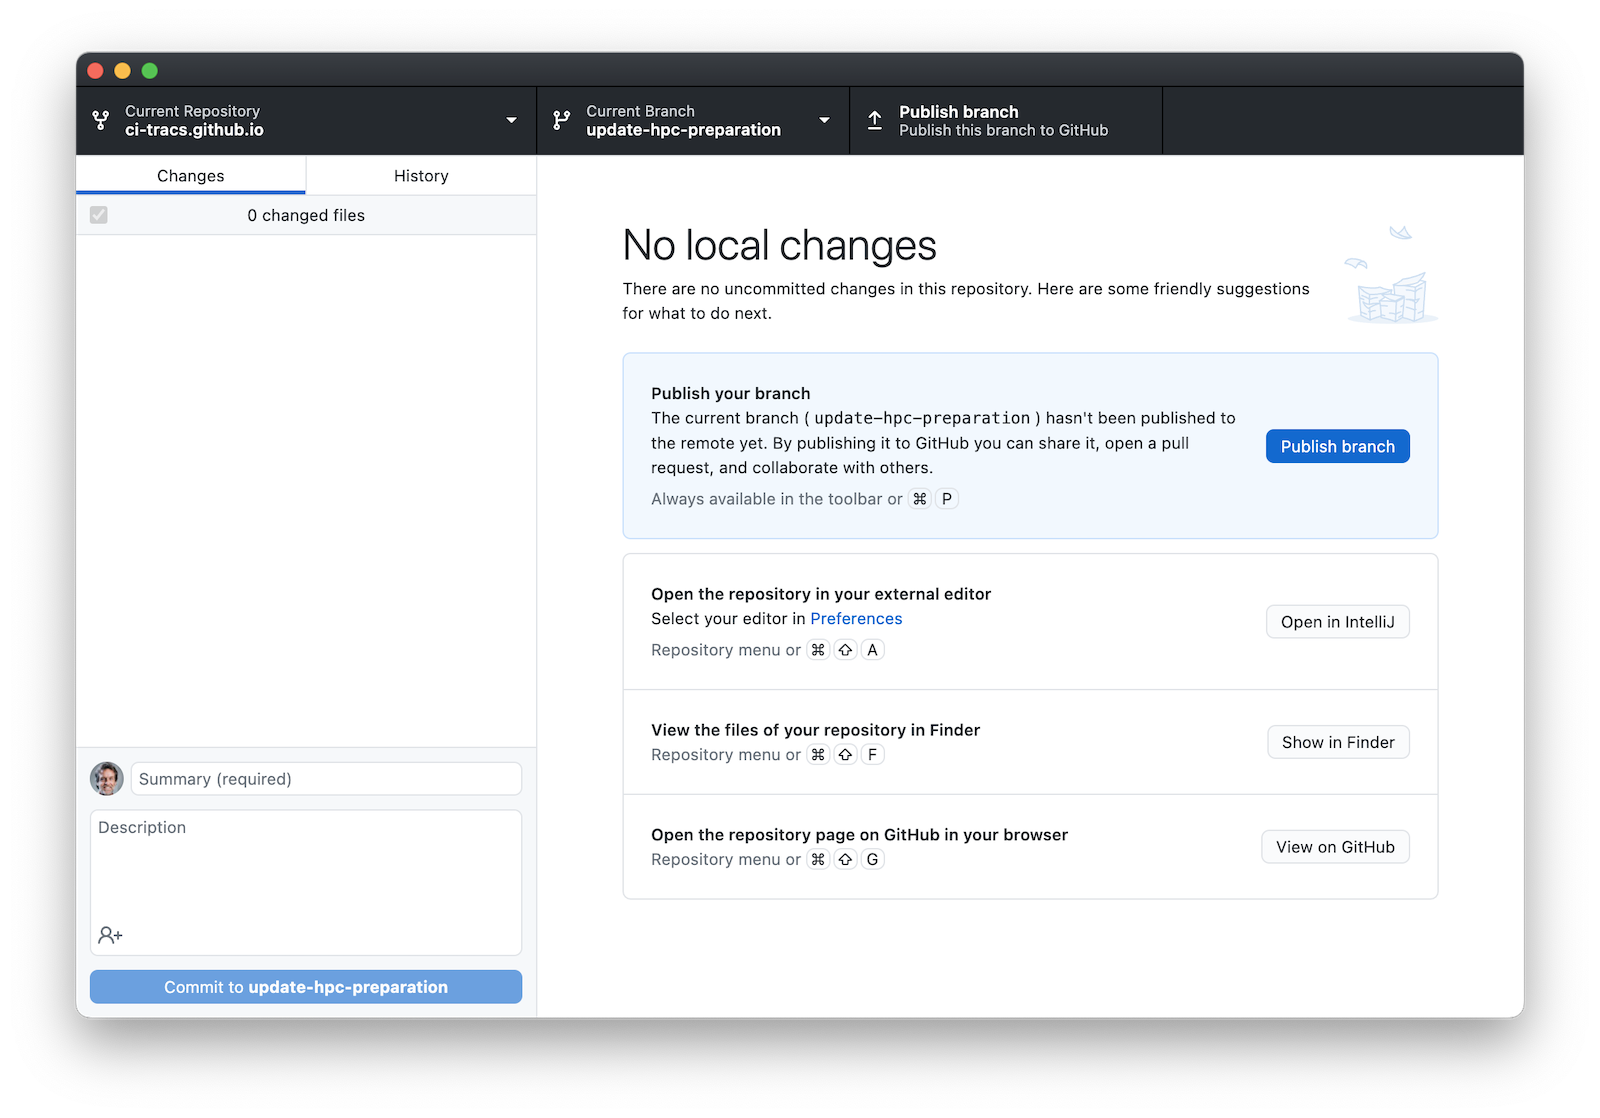 Current Repository
ci-tracs.github.io
Current Branch
update-hpc-preparation
Publish branch
Publish this branch to GitHub
Changes
History
0 changed files
No local changes
There are no uncommitted changes in this repository. Here are some friendly suggestions
for what to do next.
Publish your branch
The current branch ( update-hpc-preparation ) hasn't been published to
the remote yet. By publishing it to GitHub you can share it, open a pull
request, and collaborate with others.
Always available in the toolbar or ⌘ P
Publish branch
Open the repository in your external editor
Select your editor in Preferences
Repository menu or ⌘ ⇧ A
Open in IntelliJ
View the files of your repository in Finder
Repository menu or ⌘ ⇧ F
Show in Finder
Open the repository page on GitHub in your browser
Repository menu or ⌘ ⇧ G
View on GitHub
Summary (required)
Description
Commit to update-hpc-preparation